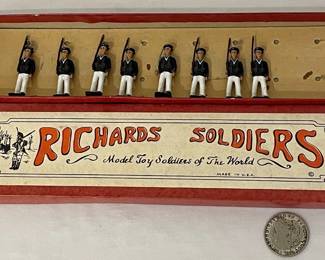 RICHARDS SOLDIERS
Model Toy Soldiers of The World
MADE IN U.S.A.
©